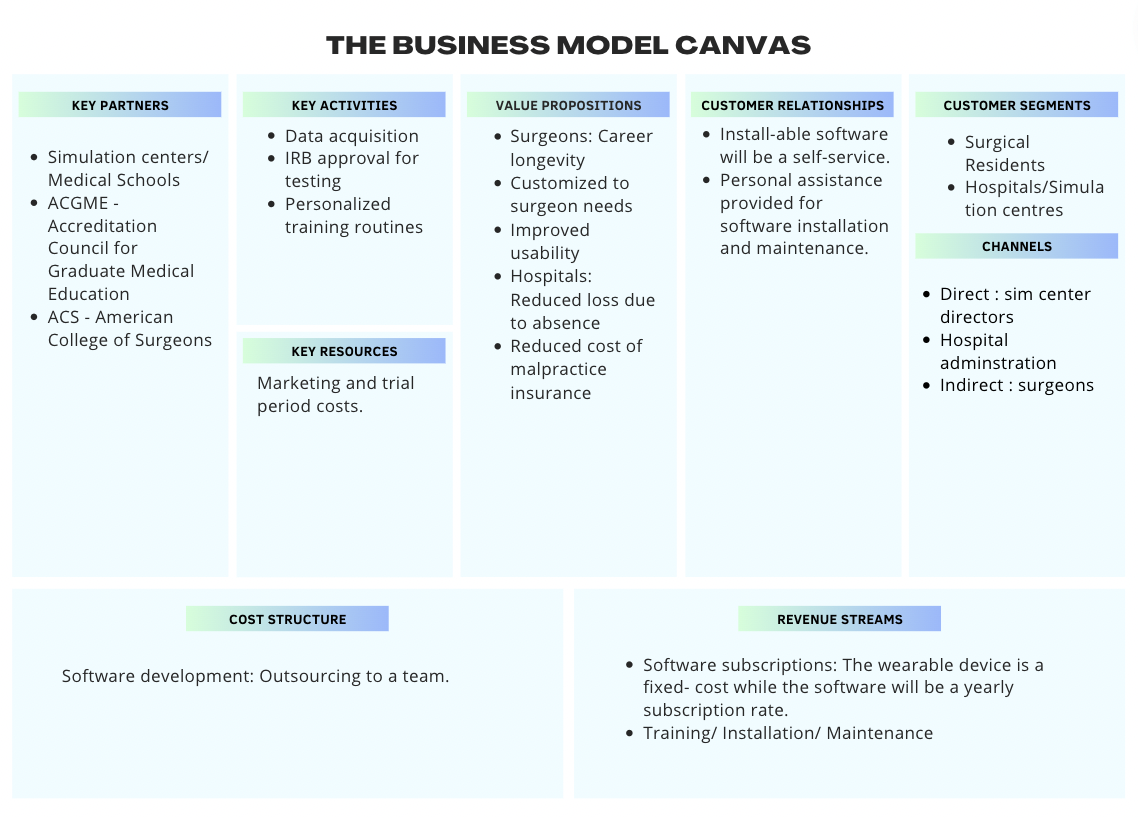 THE BUSINESS MODEL CANVAS
KEY PARTNERS
Simulation centers/
Medical Schools
ACGME -
Accreditation
Council for
Graduate Medical
Education
ACS - American
College of Surgeons
KEY ACTIVITIES
Data acquisition
IRB approval for
testing
Personalized
training routines
KEY RESOURCES
Marketing and trial
period costs.
VALUE PROPOSITIONS
Surgeons: Career
longevity
Customized to
surgeon needs
Improved
usability
Hospitals:
Reduced loss due
to absence
Reduced cost of
malpractice
insurance
CUSTOMER RELATIONSHIPS
Install-able software
will be a self-service.
Personal assistance
provided for
software installation
and maintenance.
CUSTOMER SEGMENTS
Surgical
Residents
Hospitals/Simula
tion centres
CHANNELS
Direct : sim center
directors
Hospital
adminstration
Indirect : surgeons
COST STRUCTURE
Software development: Outsourcing to a team.
REVENUE STREAMS
Software subscriptions: The wearable device is a
fixed- cost while the software will be a yearly
subscription rate.
Training/ Installation/ Maintenance